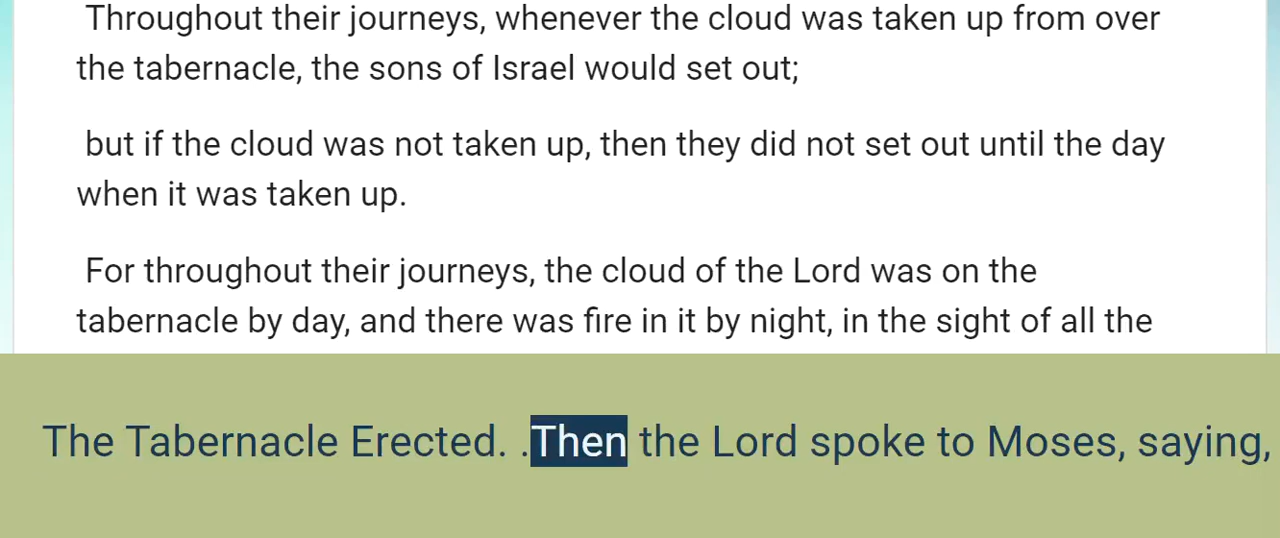 Throughout their journeys, whenever the cloud was taken up from over
the tabernacle, the sons of Israel would set out;
but if the cloud was not taken up, then they did not set out until the day
when it was taken up.
For throughout their journeys, the cloud of the Lord was on the
tabernacle by day, and there was fire in it by night, in the sight of all the
The Tabernacle Erected. .Then the Lord spoke to Moses, saying,